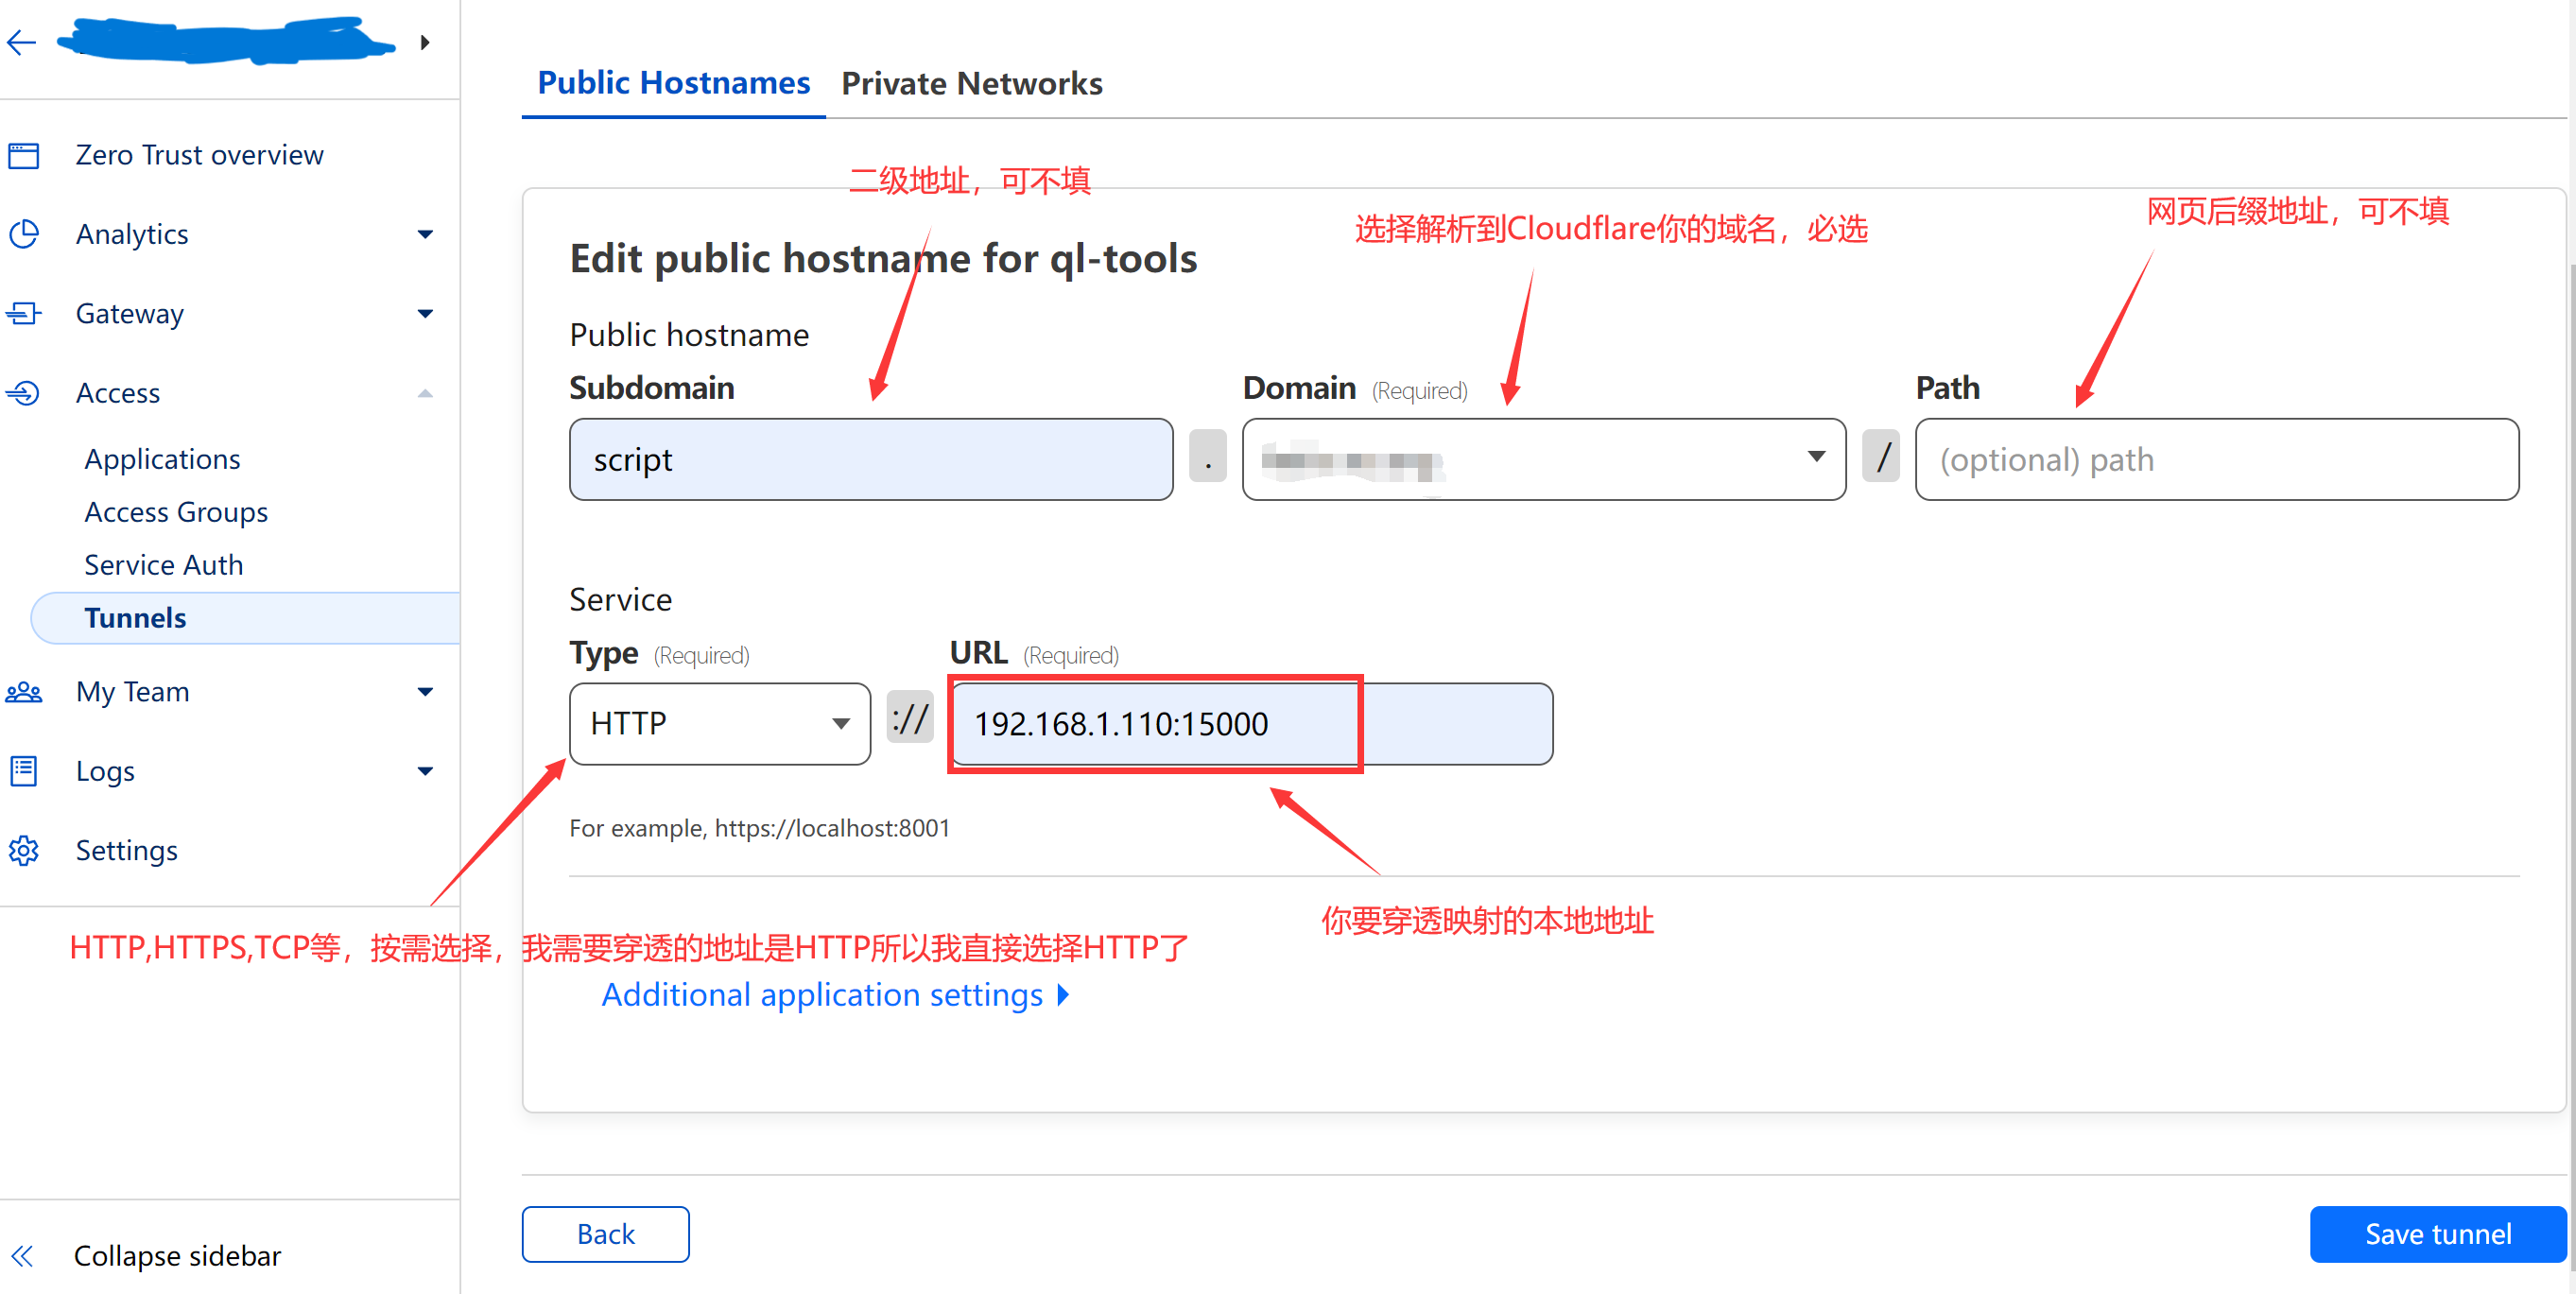 Public Hostnames Private Networks
Zero Trust overview
Analytics
Gateway
Access
Applications
Access Groups
Service Auth
Tunnels
My Team
Logs
Settings
Collapse sidebar
二级地址，可不填
选择解析到Cloudflare你的域名，必选
网页后缀地址，可不填
Edit public hostname for ql-tools
Public hostname
Subdomain
Domain (Required)
Path
script
.
/
(optional) path
Service
Type (Required)
URL (Required)
HTTP
://
192.168.1.110:15000
For example, https://localhost:8001
你要穿透映射的本地地址
HTTP,HTTPS,TCP等，按需选择，我需要穿透的地址是HTTP所以我直接选择HTTP了
Additional application settings
Back
Save tunnel